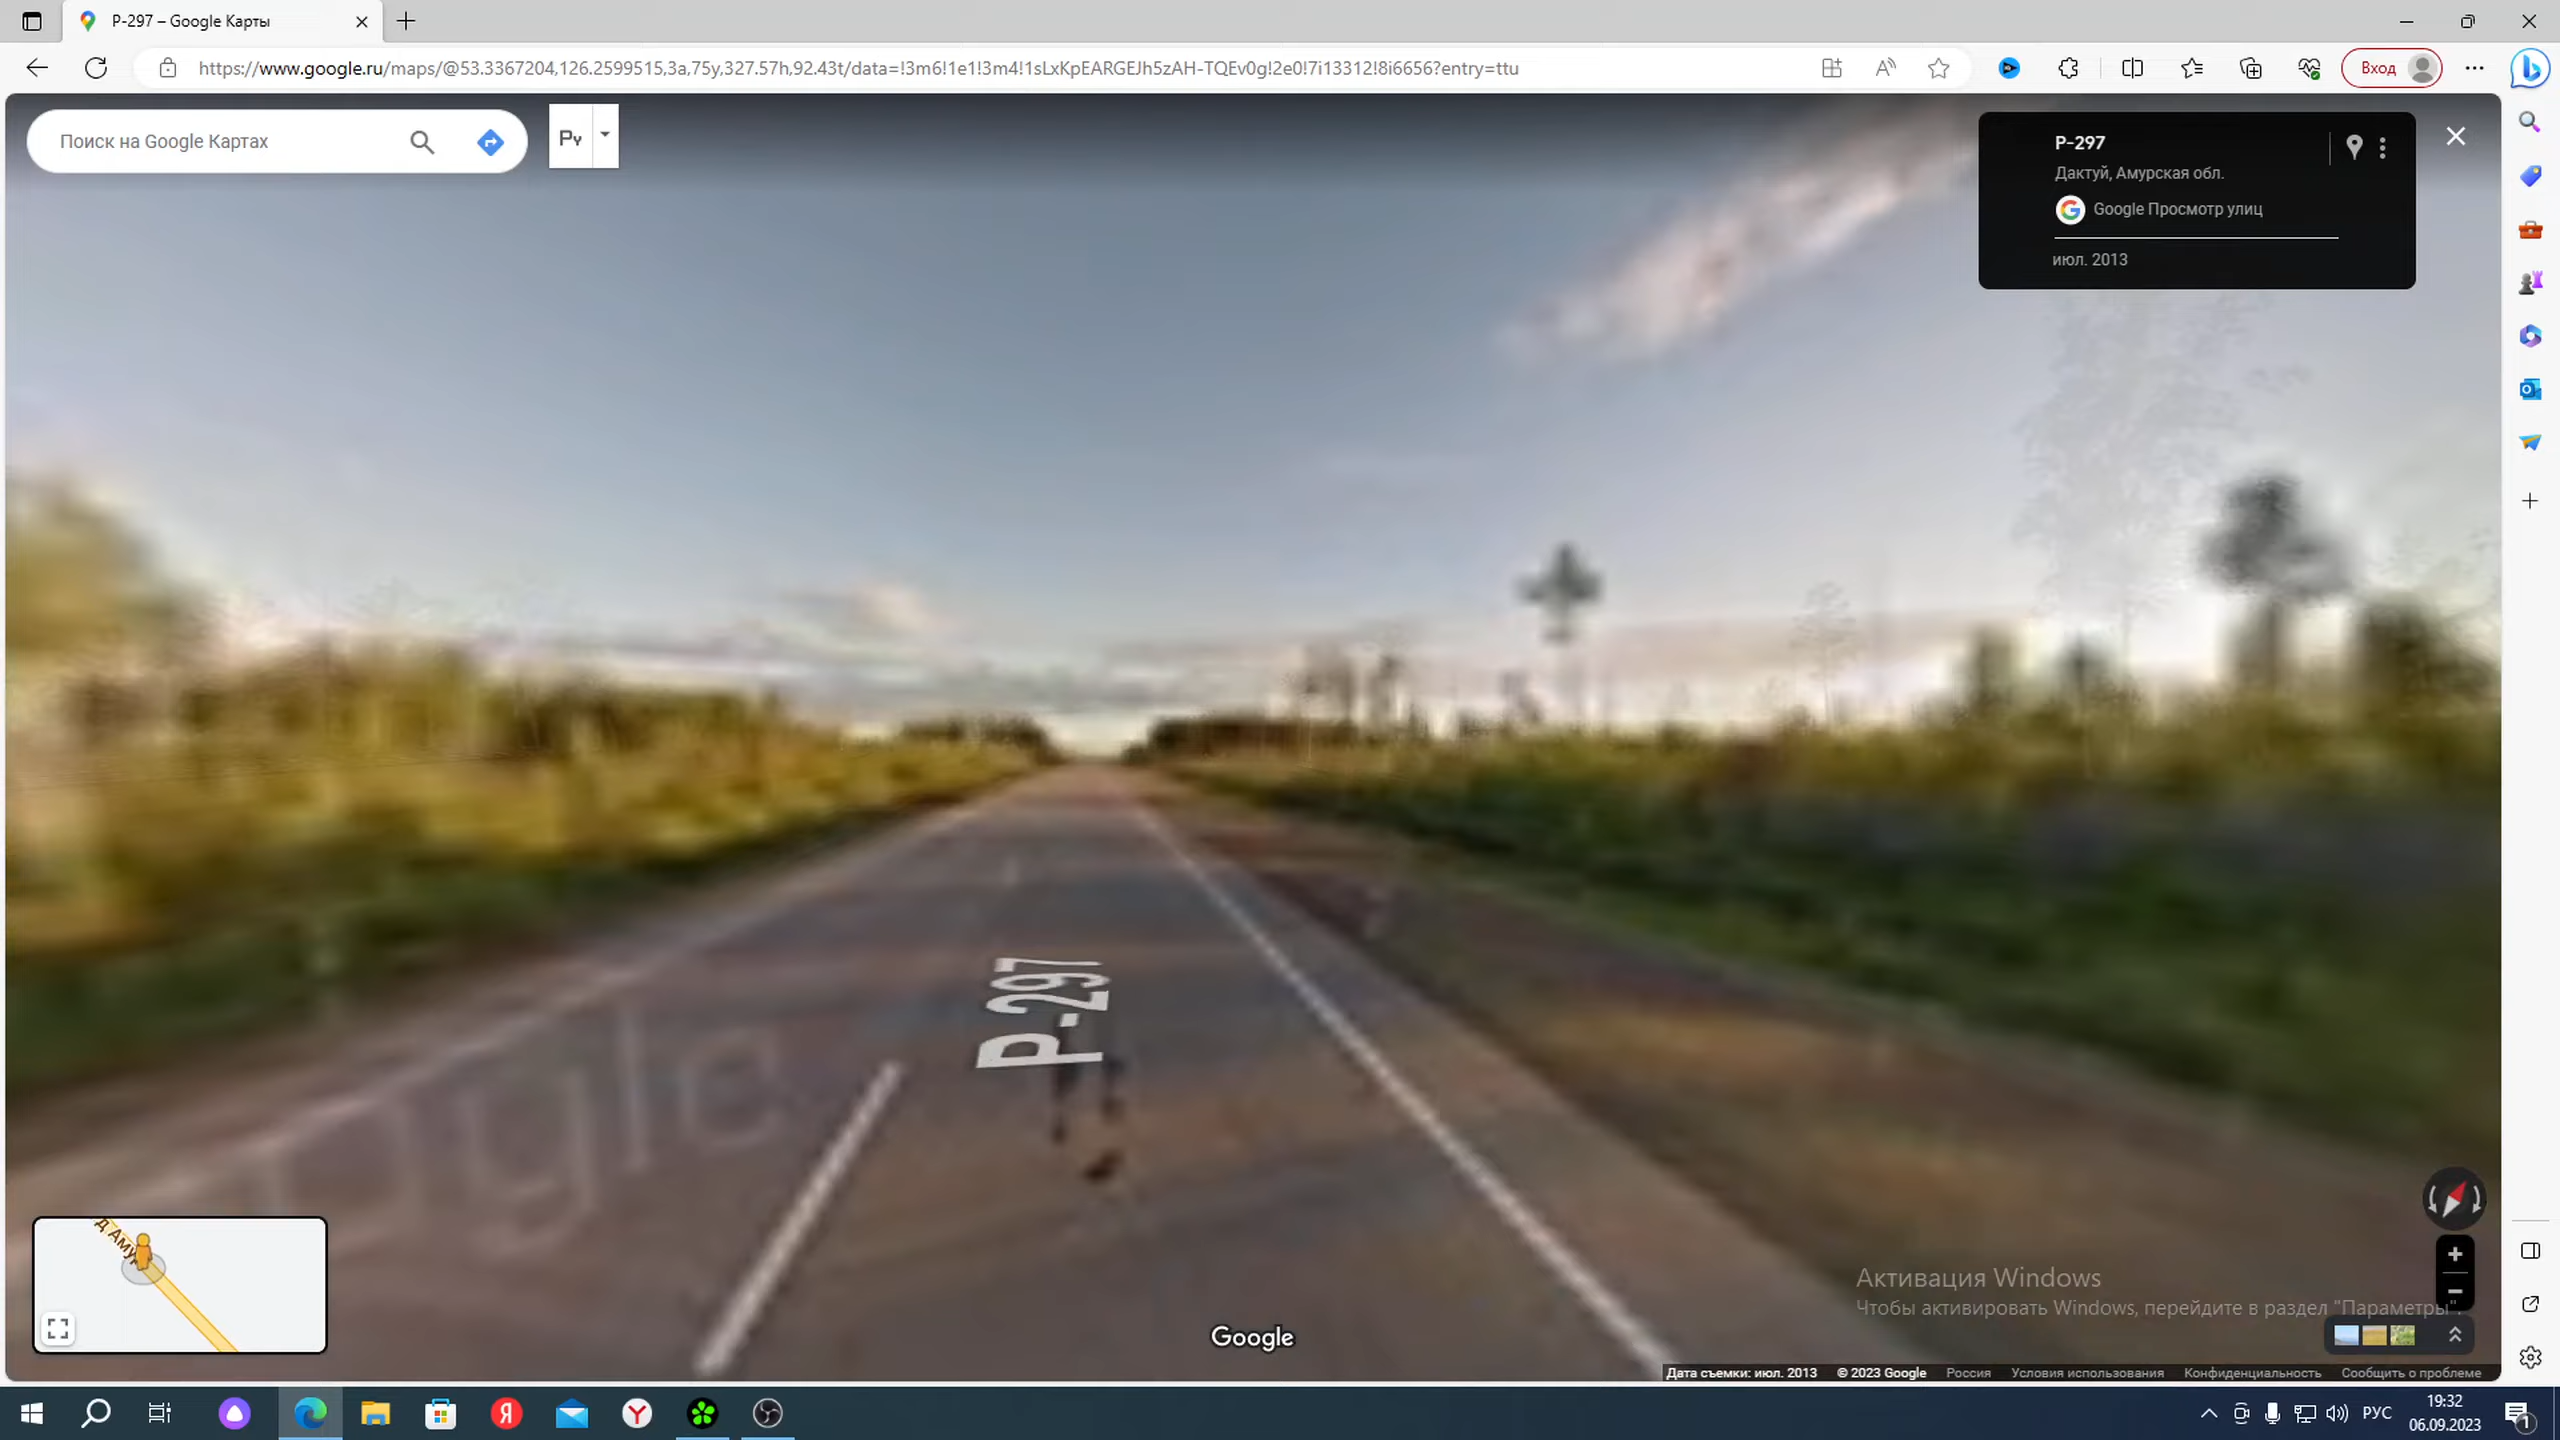 P-297 – Google Карты
https://www.google.ru/maps/@53.3367204,126.2599515,3a,75y,327.57h,92.43t/data=!3m6!1e1!3m4!1sLxKpEARGEJh5zAH-TQEv0g!2e0!7i13312!8i6656?entry=ttu
Вход
Поиск на Google Картах
Ру
P-297
Дактуй, Амурская обл.
Google Просмотр улиц
июл. 2013
P-297
ogle
д Аму
Google
Активация Windows
Чтобы активировать Windows, перейдите в раздел "Параметры".
Дата съемки: июл. 2013 © 2023 Google Россия Условия использования Конфиденциальность Сообщить о проблеме
РУС
19:32
06.09.2023
1